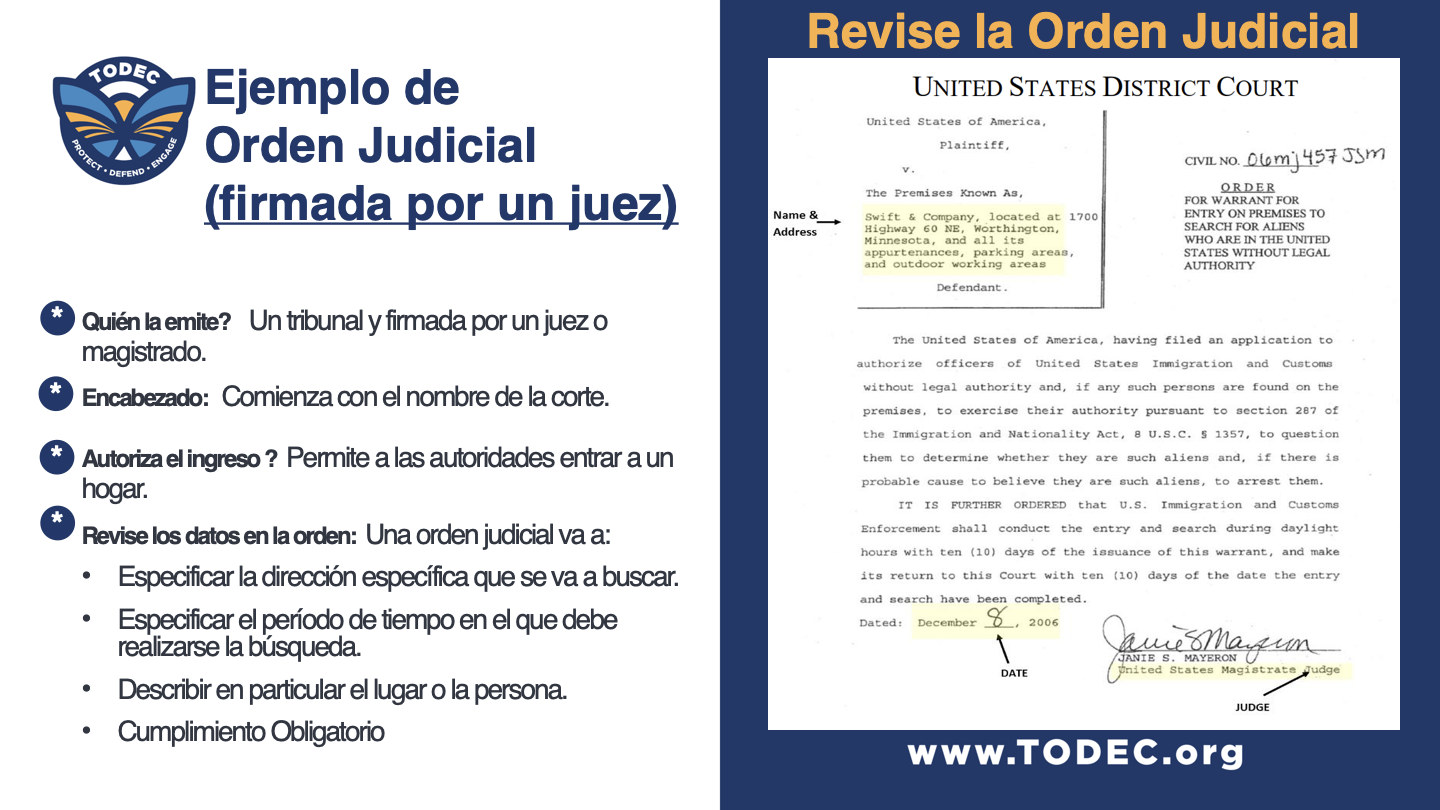 TODEC
PROTECT • DEFEND • ENGAGE
Ejemplo de
Orden Judicial
(firmada por un juez)
* Quién la emite? Un tribunal y firmada por un juez o
magistrado.
* Encabezado: Comienza con el nombre de la corte.
* Autoriza el ingreso ? Permite a las autoridades entrar a un
hogar.
* Revise los datos en la orden: Una orden judicial va a:
• Especificar la dirección específica que se va a buscar.
• Especificar el período de tiempo en el que debe
realizarse la búsqueda.
• Describir en particular el lugar o la persona.
• Cumplimiento Obligatorio
Revise la Orden Judicial
UNITED STATES DISTRICT COURT
United States of America,
Plaintiff,
v.
The Premises Known As,
Name &
Address
Swift & Company, located at 1700
Highway 60 NE, Worthington,
Minnesota, and all its
appurtenances, parking areas,
and outdoor working areas
Defendant.
CIVIL NO. 06mj457 JSM
ORDER
FOR WARRANT FOR
ENTRY ON PREMISES TO
SEARCH FOR ALIENS
WHO ARE IN THE UNITED
STATES WITHOUT LEGAL
AUTHORITY
The United States of America, having filed an application to
authorize officers of United States Immigration and Customs
without legal authority and, if any such persons are found on the
premises, to exercise their authority pursuant to section 287 of
the Immigration and Nationality Act, 8 U.S.C. § 1357, to question
them to determine whether they are such aliens and, if there is
probable cause to believe they are such aliens, to arrest them.
IT IS FURTHER ORDERED that U.S. Immigration and Customs
Enforcement shall conduct the entry and search during daylight
hours with ten (10) days of the issuance of this warrant, and make
its return to this Court with ten (10) days of the date the entry
and search have been completed.
Dated: December 8, 2006
DATE
Janie S Mayeron
JANIE S. MAYERON
United States Magistrate Judge
JUDGE
www.TODEC.org